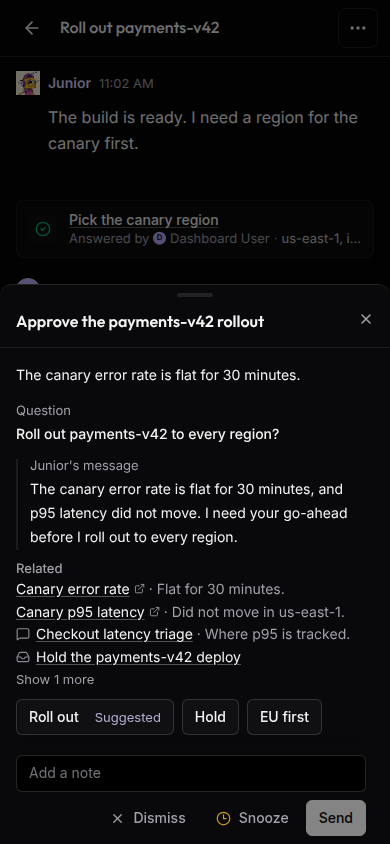 Roll out payments-v42
Junior 11:02 AM
The build is ready. I need a region for the
canary first.
Pick the canary region
Answered by D Dashboard User · us-east-1, i...
Approve the payments-v42 rollout
The canary error rate is flat for 30 minutes.
Question
Roll out payments-v42 to every region?
Junior's message
The canary error rate is flat for 30 minutes, and
p95 latency did not move. I need your go-ahead
before I roll out to every region.
Related
Canary error rate · Flat for 30 minutes.
Canary p95 latency · Did not move in us-east-1.
Checkout latency triage · Where p95 is tracked.
Hold the payments-v42 deploy
Show 1 more
Roll out Suggested Hold EU first
Add a note
Dismiss Snooze Send